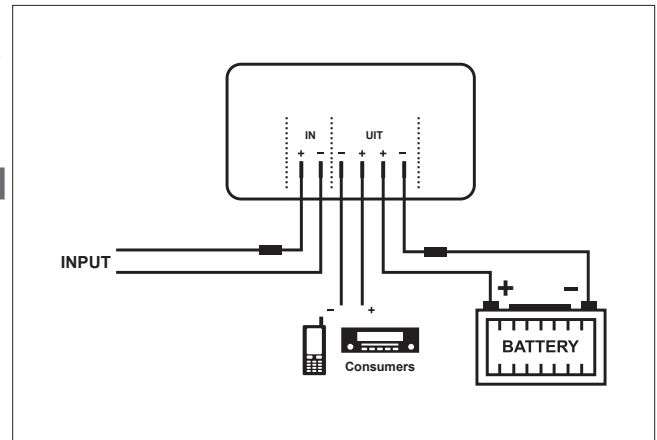 IN UIT
+ − − + + −
INPUT
+ −
− +
BATTERY
Consumers